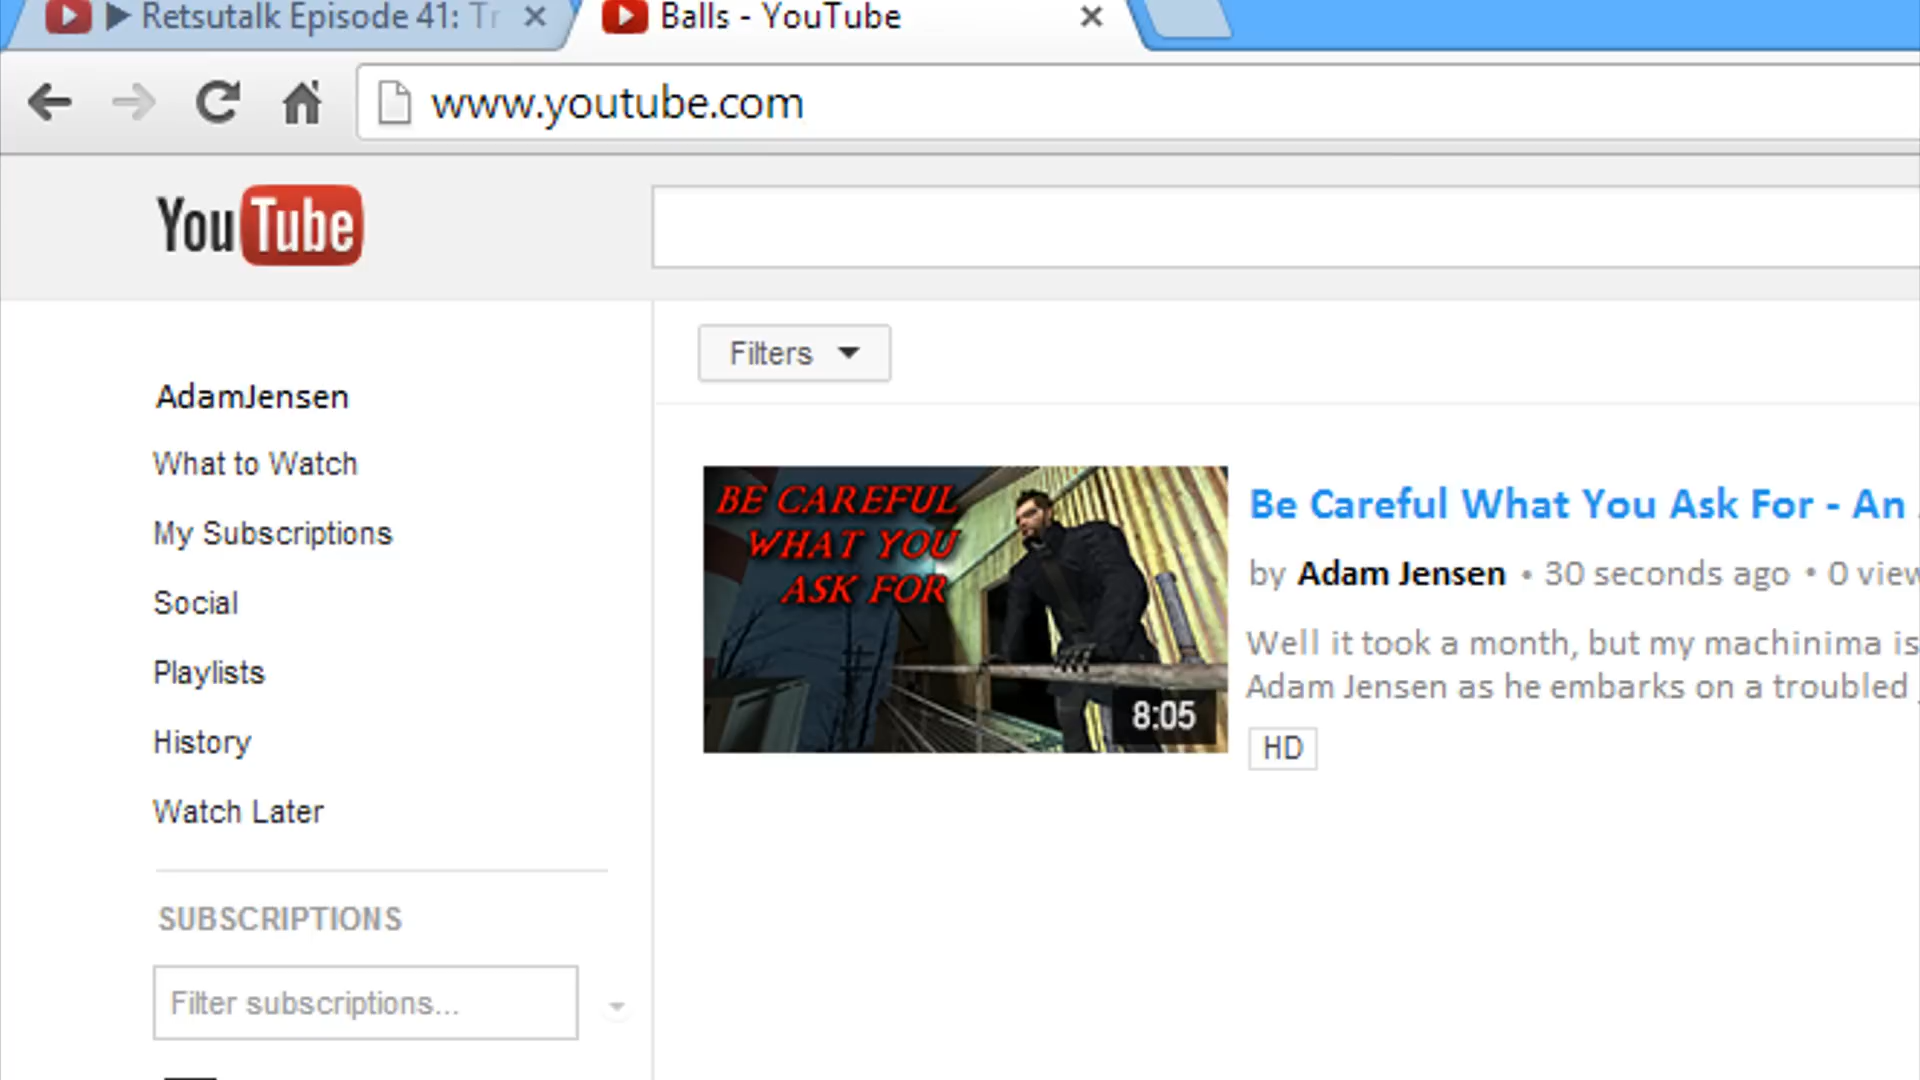 Retsutalk Episode 41: Tr
Balls - YouTube
www.youtube.com
YouTube
Filters
AdamJensen
What to Watch
My Subscriptions
Social
Playlists
History
Watch Later
SUBSCRIPTIONS
Filter subscriptions...
BE CAREFUL
WHAT YOU
ASK FOR
8:05
Be Careful What You Ask For - An
by Adam Jensen • 30 seconds ago • 0 view
Well it took a month, but my machinima is
Adam Jensen as he embarks on a troubled
HD